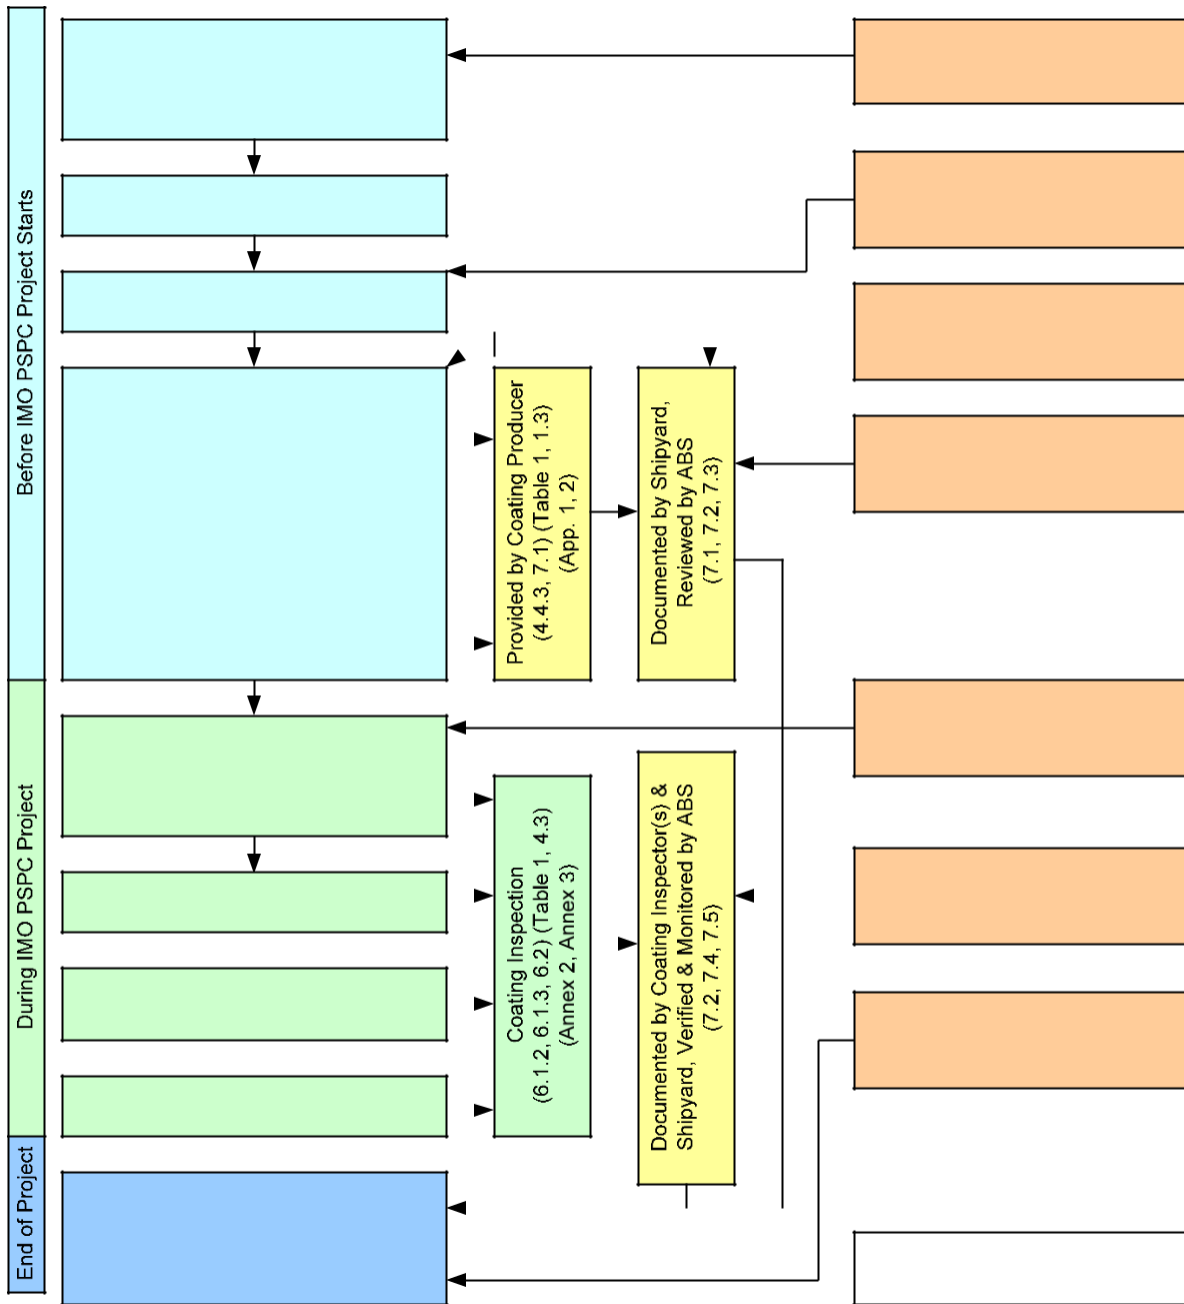 Before IMO PSPC Project Starts
During IMO PSPC Project
End of Project
Provided by Coating Producer
(4.4.3, 7.1) (Table 1, 1.3)
(App. 1, 2)
Documented by Shipyard,
Reviewed by ABS
(7.1, 7.2, 7.3)
Coating Inspection
(6.1.2, 6.1.3, 6.2) (Table 1, 4.3)
(Annex 2, Annex 3)
Documented by Coating Inspector(s) &
Shipyard, Verified & Monitored by ABS
(7.2, 7.4, 7.5)